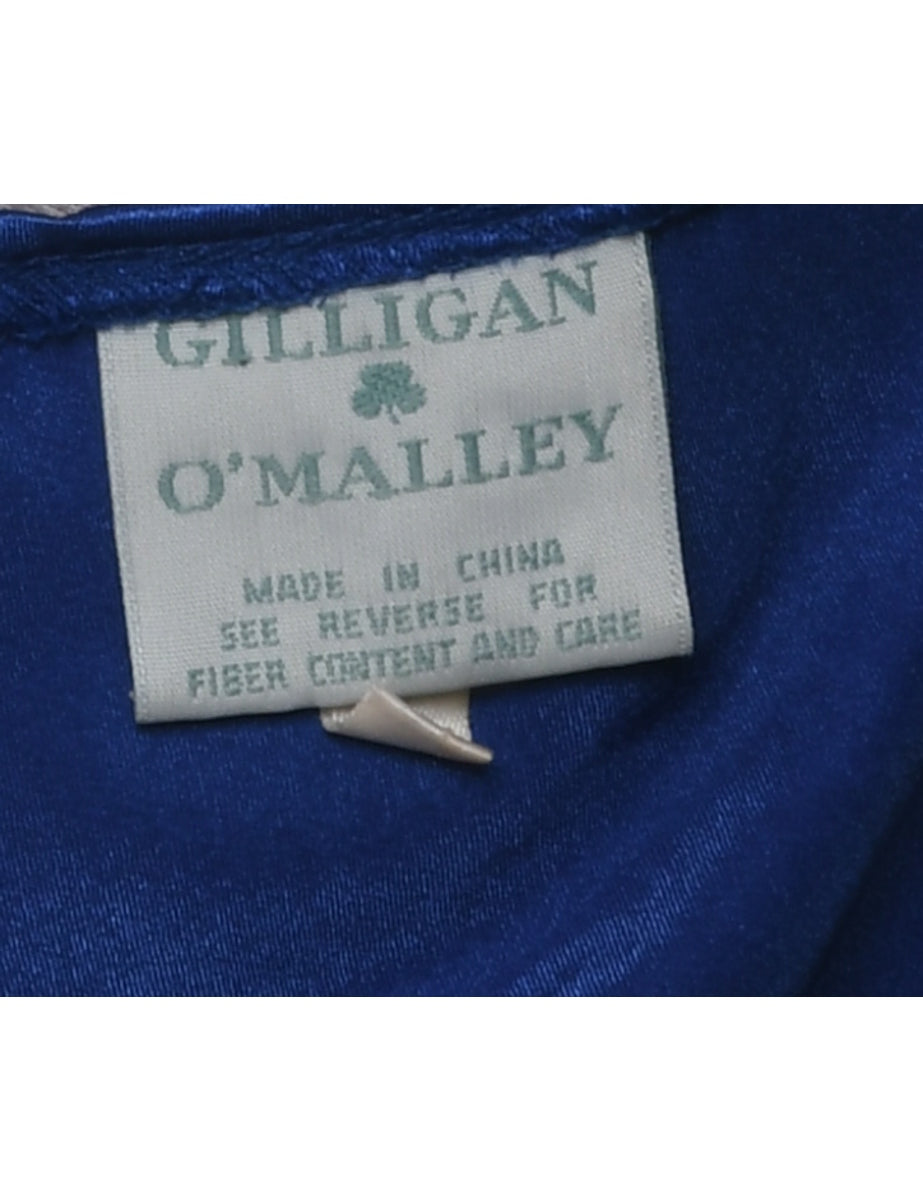 GILLIGAN
O'MALLEY
MADE IN CHINA
SEE REVERSE FOR
FIBER CONTENT AND CARE